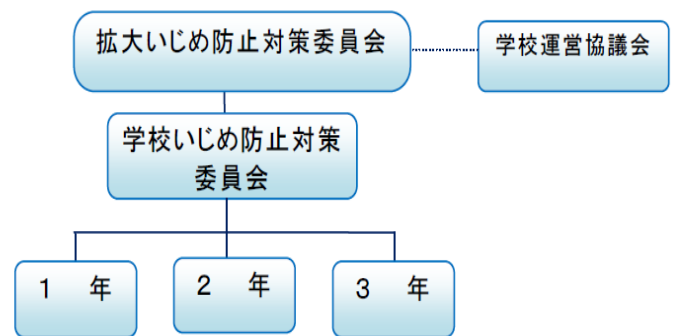 拡大いじめ防止対策委員会
学校運営協議会
学校いじめ防止対策
委員会
1 年
2 年
3 年